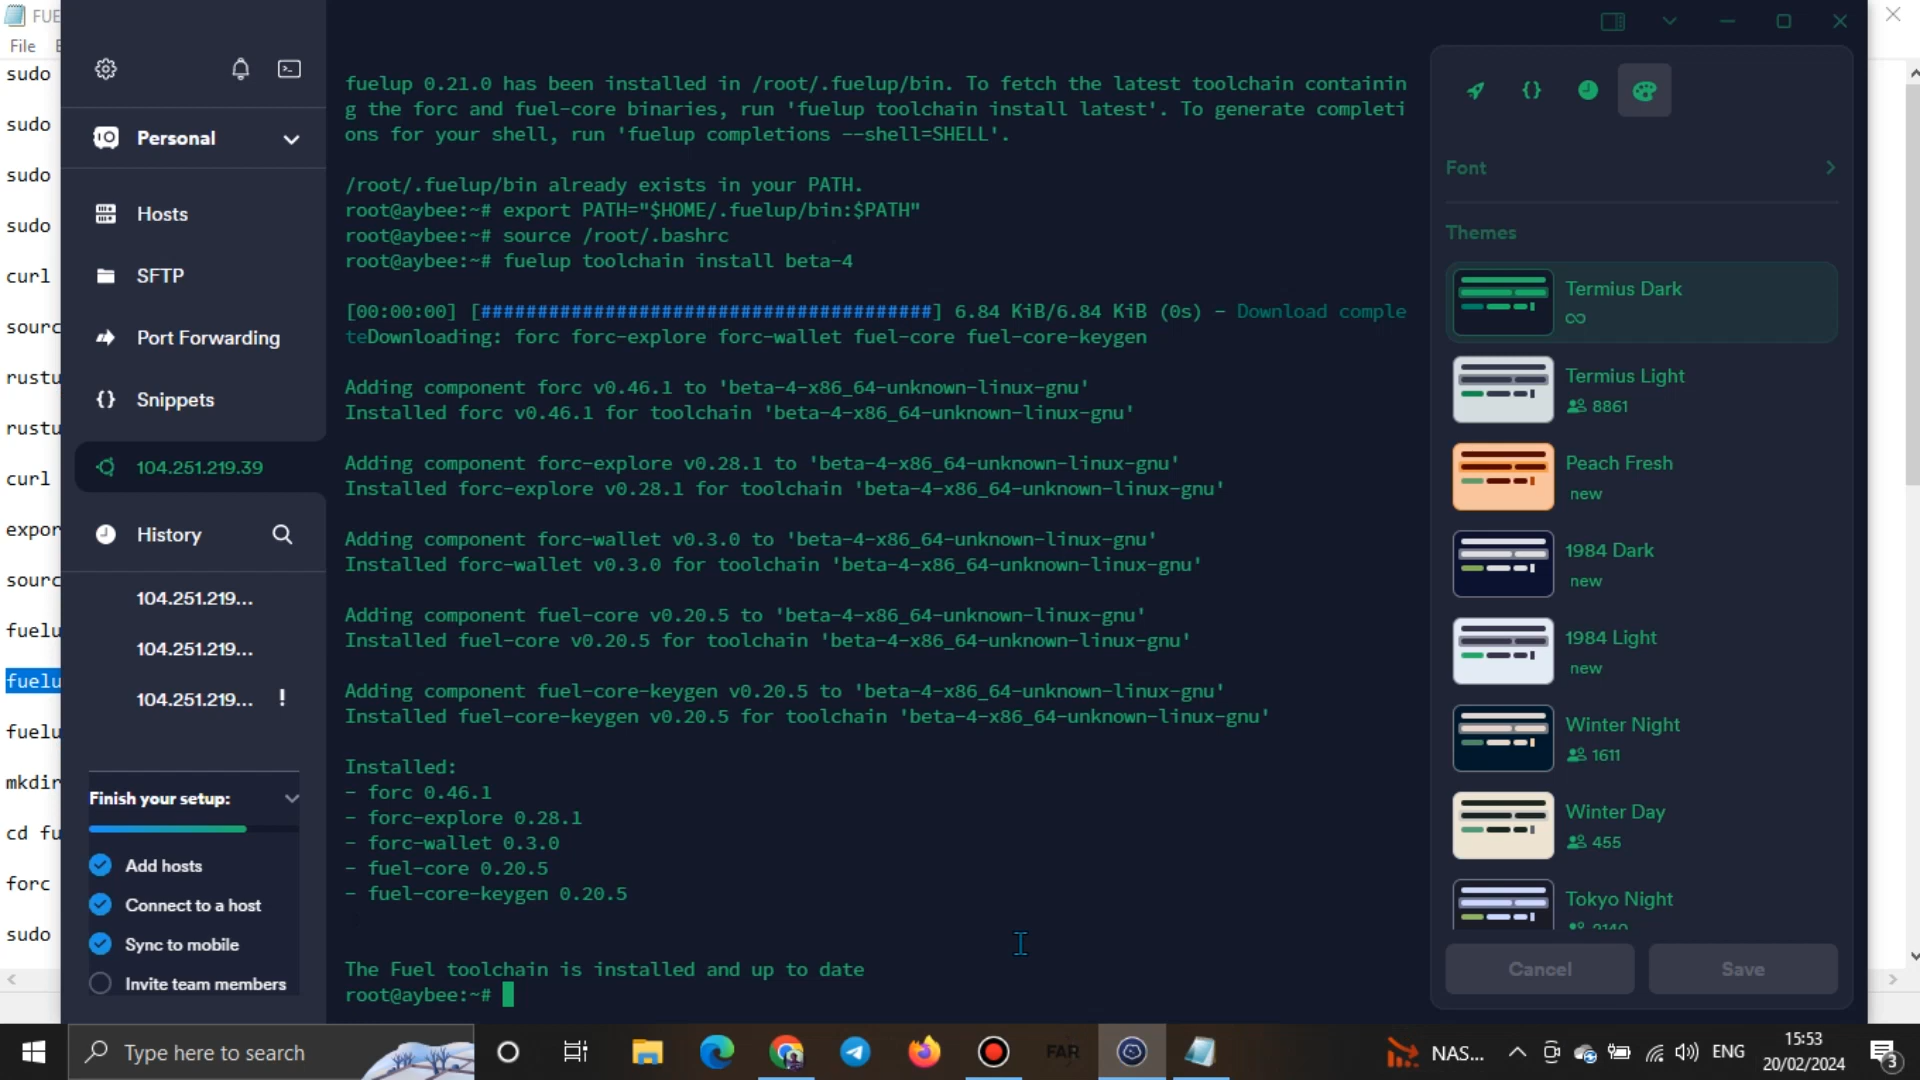 FUE
File
sudo
sudo
sudo
sudo
curl
sourc
rustu
rustu
curl
expor
sourc
fuelu
fuelu
fuelu
mkdir
cd fu
forc
sudo
Personal
Hosts
SFTP
Port Forwarding
{} Snippets
104.251.219.39
History
104.251.219...
104.251.219...
104.251.219... !
Finish your setup:
Add hosts
Connect to a host
Sync to mobile
Invite team members
fuelup 0.21.0 has been installed in /root/.fuelup/bin. To fetch the latest toolchain containin
g the forc and fuel-core binaries, run 'fuelup toolchain install latest'. To generate completi
ons for your shell, run 'fuelup completions --shell=SHELL'.
/root/.fuelup/bin already exists in your PATH.
root@aybee:~# export PATH="$HOME/.fuelup/bin:$PATH"
root@aybee:~# source /root/.bashrc
root@aybee:~# fuelup toolchain install beta-4
[00:00:00] [########################################] 6.84 KiB/6.84 KiB (0s) - Download comple
teDownloading: forc forc-explore forc-wallet fuel-core fuel-core-keygen
Adding component forc v0.46.1 to 'beta-4-x86_64-unknown-linux-gnu'
Installed forc v0.46.1 for toolchain 'beta-4-x86_64-unknown-linux-gnu'
Adding component forc-explore v0.28.1 to 'beta-4-x86_64-unknown-linux-gnu'
Installed forc-explore v0.28.1 for toolchain 'beta-4-x86_64-unknown-linux-gnu'
Adding component forc-wallet v0.3.0 to 'beta-4-x86_64-unknown-linux-gnu'
Installed forc-wallet v0.3.0 for toolchain 'beta-4-x86_64-unknown-linux-gnu'
Adding component fuel-core v0.20.5 to 'beta-4-x86_64-unknown-linux-gnu'
Installed fuel-core v0.20.5 for toolchain 'beta-4-x86_64-unknown-linux-gnu'
Adding component fuel-core-keygen v0.20.5 to 'beta-4-x86_64-unknown-linux-gnu'
Installed fuel-core-keygen v0.20.5 for toolchain 'beta-4-x86_64-unknown-linux-gnu'
Installed:
- forc 0.46.1
- forc-explore 0.28.1
- forc-wallet 0.3.0
- fuel-core 0.20.5
- fuel-core-keygen 0.20.5
The Fuel toolchain is installed and up to date
root@aybee:~#
{}
Font
Themes
Termius Dark
∞
Termius Light
8861
Peach Fresh
new
1984 Dark
new
1984 Light
new
Winter Night
1611
Winter Day
455
Tokyo Night
Cancel
Save
Type here to search
FAR
NAS...
ENG
15:53
20/02/2024
3